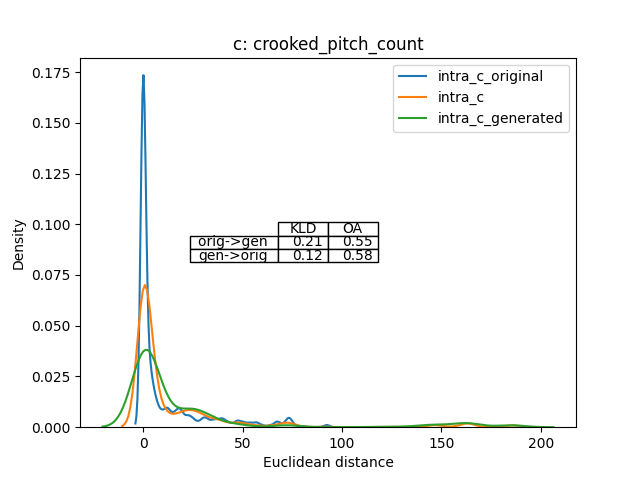 c: crooked_pitch_count
intra_c_original
intra_c
intra_c_generated
KLD OA
orig->gen 0.21 0.55
gen->orig 0.12 0.58
Density
0.175
0.150
0.125
0.100
0.075
0.050
0.025
0.000
0 50 100 150 200
Euclidean distance